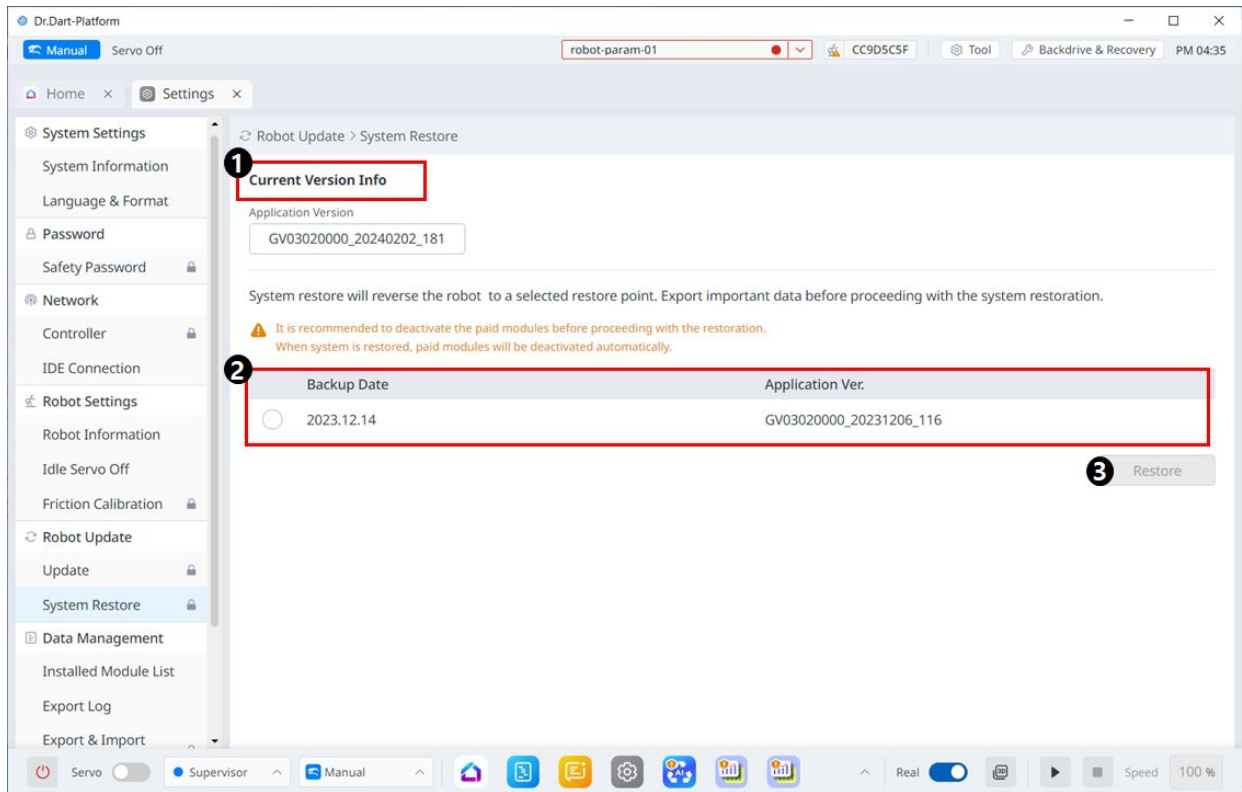 Dr.Dart-Platform
Manual Servo Off robot-param-01 CC9D5C5F Tool Backdrive & Recovery PM 04:35
Home Settings
System Settings
System Information
Language & Format
Password
Safety Password
Network
Controller
IDE Connection
Robot Settings
Robot Information
Idle Servo Off
Friction Calibration
Robot Update
Update
System Restore
Data Management
Installed Module List
Export Log
Export & Import
Robot Update > System Restore
1
Current Version Info
Application Version
GV03020000_20240202_181
System restore will reverse the robot to a selected restore point. Export important data before proceeding with the system restoration.
It is recommended to deactivate the paid modules before proceeding with the restoration.
When system is restored, paid modules will be deactivated automatically.
2
Backup Date Application Ver.
2023.12.14 GV03020000_20231206_116
3 Restore
Servo Supervisor Manual AI Real 3D Speed 100 %